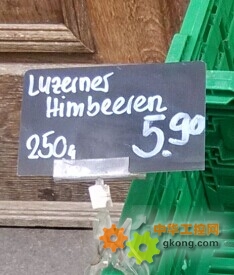 Luzerner
Himbeeren
250g 5.90
中华工控网
gkong.com